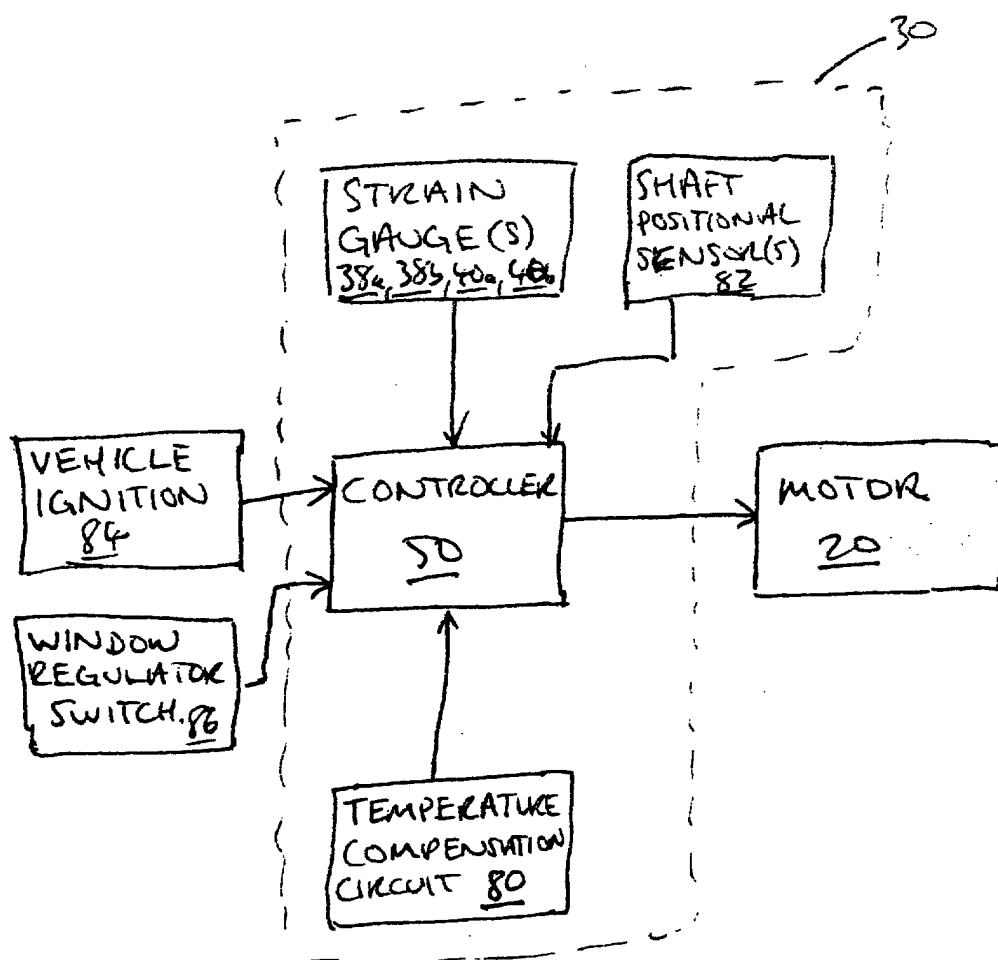 30
STRAIN
GAUGE(S)
38a, 38b, 40a, 40b
SHAFT
POSITIONAL
SENSOR(S)
82
VEHICLE
IGNITION
84
CONTROLLER
50
MOTOR
20
WINDOW
REGULATOR
SWITCH. 86
TEMPERATURE
COMPENSATION
CIRCUIT 80